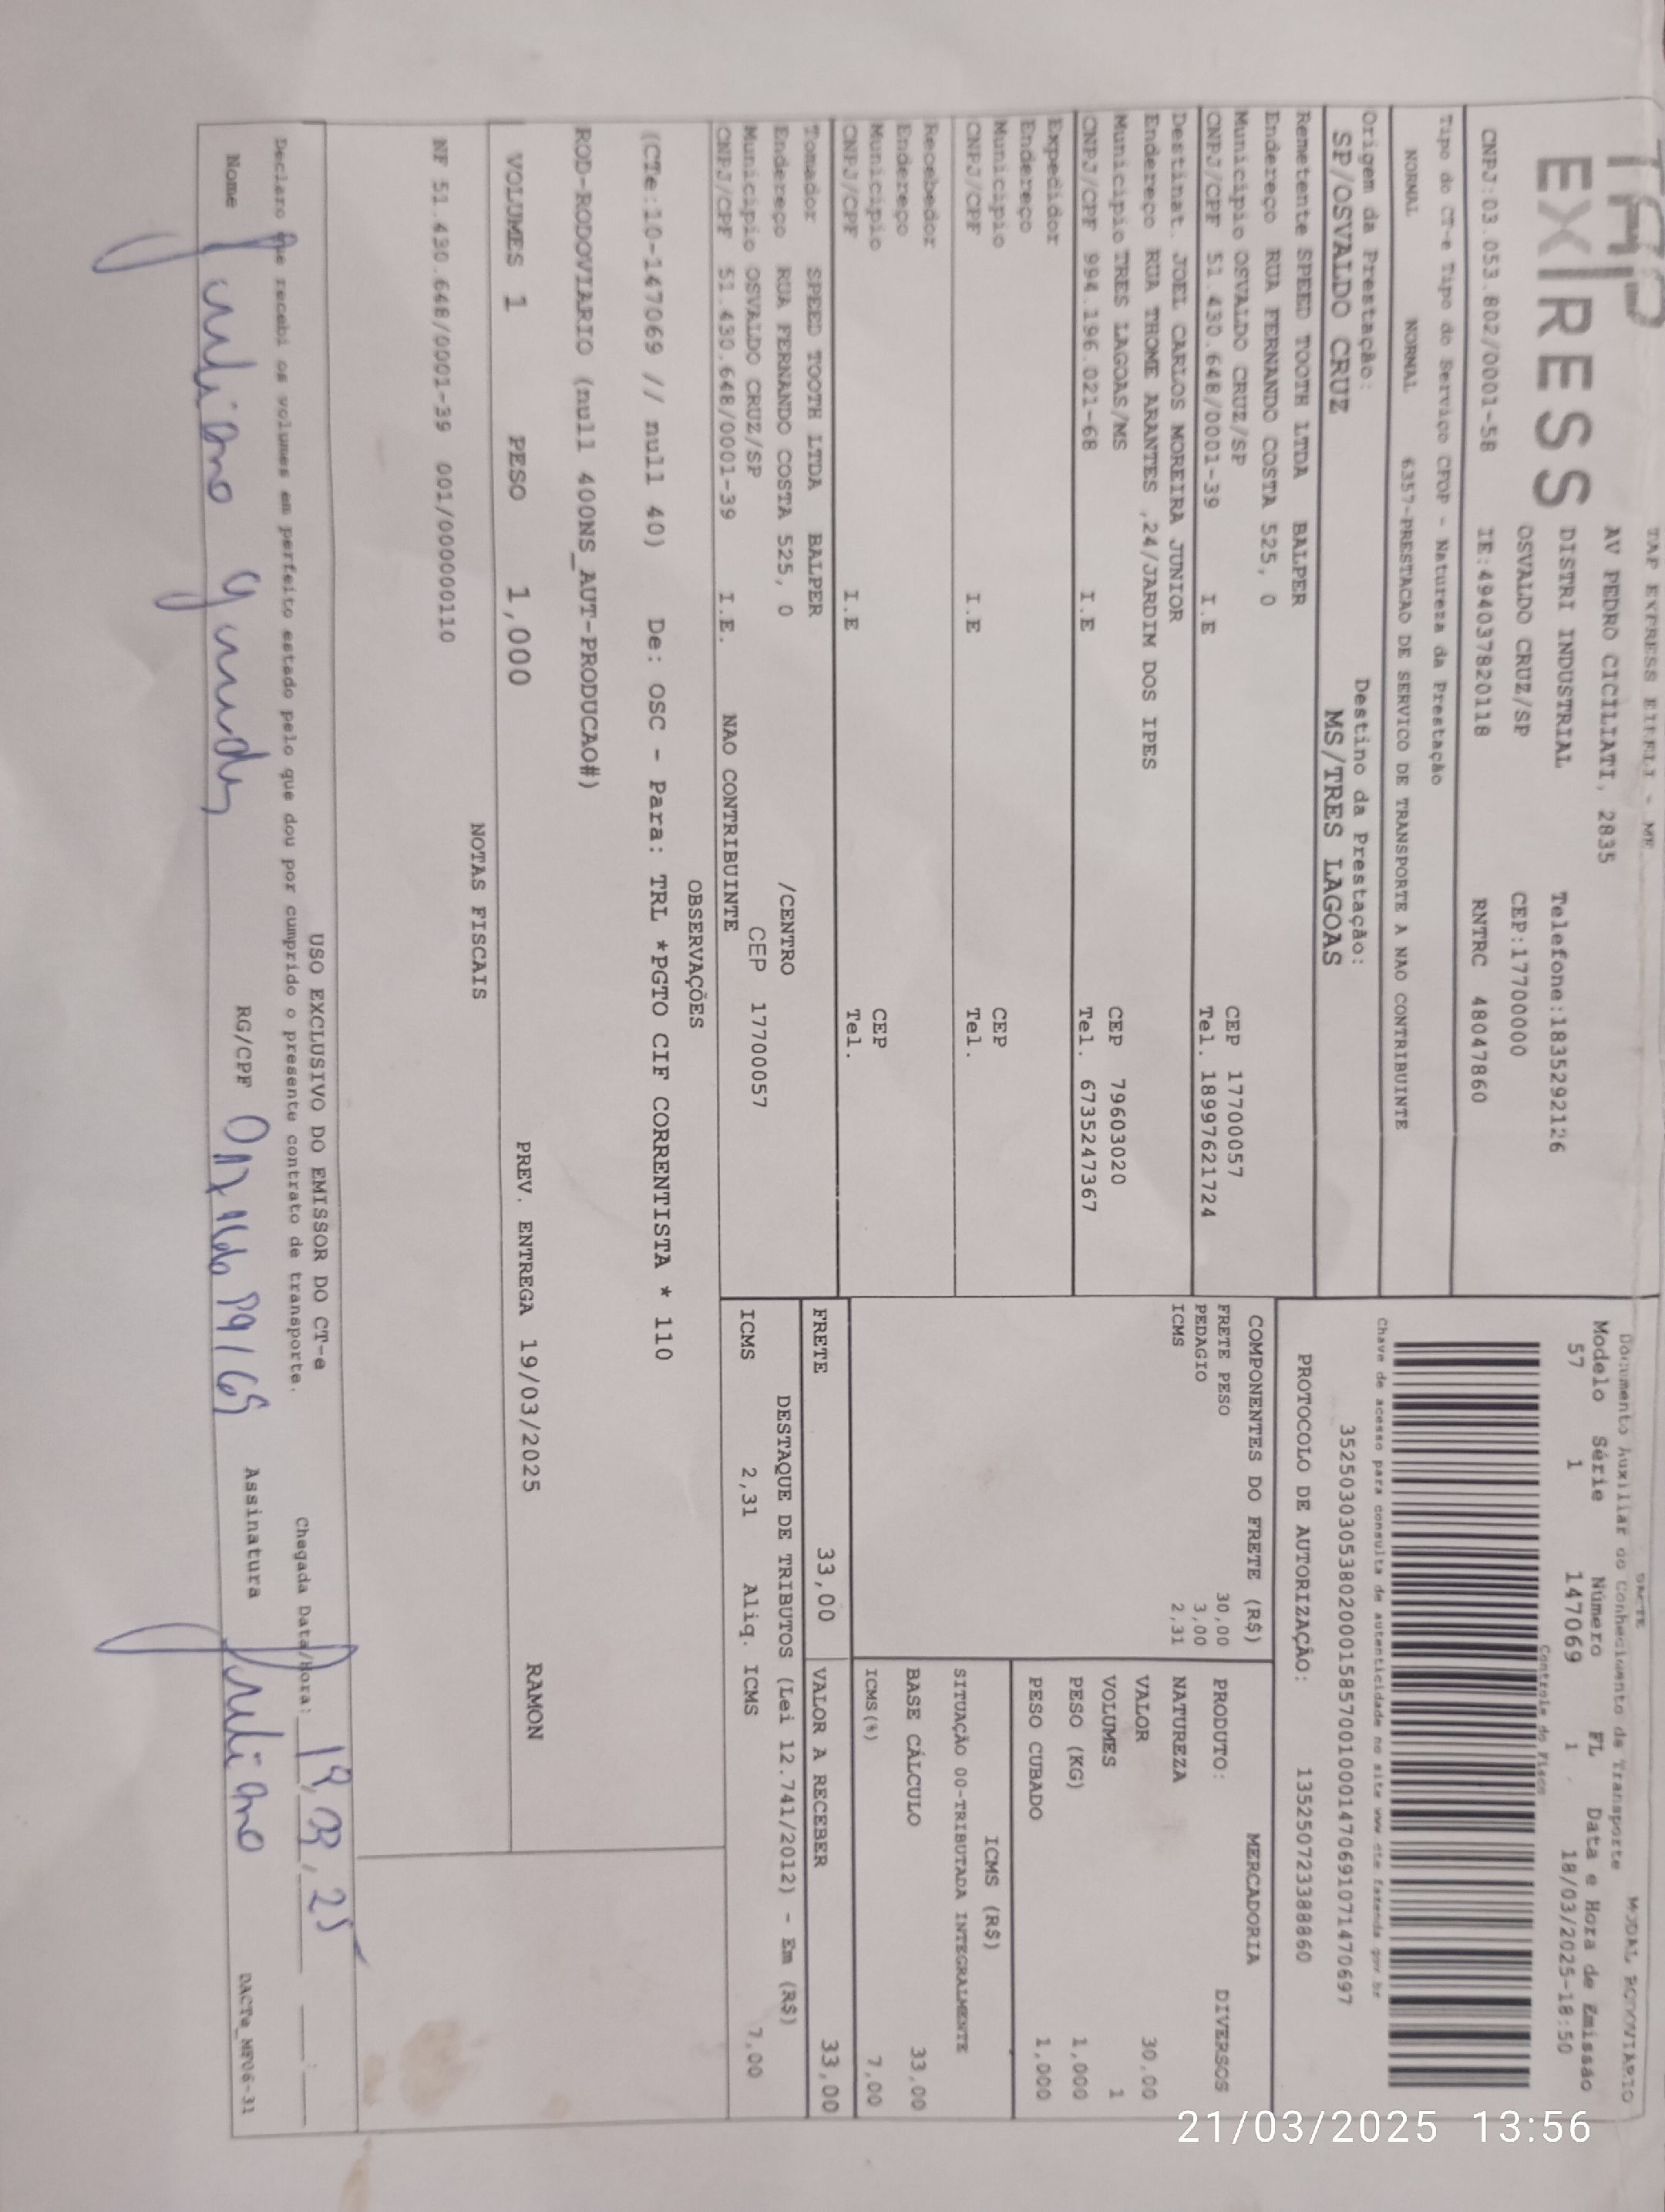 TAP
EXPRESS
TAP EXPRESS EIRELI - ME
AV PEDRO CICILIATI, 2835
DISTRI INDUSTRIAL Telefone:1835292126
OSVALDO CRUZ/SP CEP:17700000
CNPJ:03.053.802/0001-58 IE:494037820118 RNTRC 48047860
DACTE MODAL RODOVIARIO
Documento Auxiliar do Conhecimento de Transporte
Modelo Série Número FL Data e Hora de Emissão
57 1 147069 1 18/03/2025-18:50
Controle do Fisco
Chave de acesso para consulta de autenticidade no site www.cte.fazenda.gov.br
PROTOCOLO DE AUTORIZAÇÃO: 135250723388860
Tipo do CT-e Tipo do Serviço CFOP - Natureza da Prestação
NORMAL NORMAL 6357-PRESTACAO DE SERVICO DE TRANSPORTE A NAO CONTRIBUINTE
Origem da Prestação: Destino da Prestação:
SP/OSVALDO CRUZ MS/TRES LAGOAS
Remetente SPEED TOOTH LTDA BALPER
Endereço RUA FERNANDO COSTA 525, 0
Município OSVALDO CRUZ/SP CEP 17700057
CNPJ/CPF 51.430.648/0001-39 I.E Tel. 18997621724
Destinat. JOEL CARLOS MOREIRA JUNIOR
Endereço RUA THOME ARANTES ,24/JARDIM DOS IPES
Município TRES LAGOAS/MS CEP 79603020
CNPJ/CPF 994.196.021-68 I.E Tel. 6735247367
Expedidor
Endereço
Município CEP
CNPJ/CPF I.E Tel.
Recebedor
Endereço
Município CEP
CNPJ/CPF I.E Tel.
Tomador SPEED TOOTH LTDA BALPER
Endereço RUA FERNANDO COSTA 525, 0 /CENTRO
Município OSVALDO CRUZ/SP CEP 17700057
CNPJ/CPF 51.430.648/0001-39 I.E. NAO CONTRIBUINTE
COMPONENTES DO FRETE (R$)
FRETE PESO 30,00
PEDAGIO 3,00
ICMS 2,31
MERCADORIA
PRODUTO: DIVERSOS
NATUREZA
VALOR 30,00
VOLUMES 1
PESO (KG) 1,000
PESO CUBADO 1,000
ICMS (R$)
SITUAÇÃO 00-TRIBUTADA INTEGRALMENTE
BASE CÁLCULO 33,00
ICMS(%) 7,00
FRETE 33,00 VALOR A RECEBER 33,00
DESTAQUE DE TRIBUTOS (Lei 12.741/2012) - Em (R$)
ICMS 2,31 Aliq. ICMS 7,00
OBSERVAÇÕES
(CTe:10-147069 // null 40) De: OSC - Para: TRL *PGTO CIF CORRENTISTA * 110
ROD-RODOVIARIO (null 400NS_AUT-PRODUCAO#)
VOLUMES 1 PESO 1,000 PREV. ENTREGA 19/03/2025 RAMON
NOTAS FISCAIS
NF 51.430.648/0001-39 001/000000110
USO EXCLUSIVO DO EMISSOR DO CT-e
Declaro que recebi os volumes em perfeito estado pelo que dou por cumprido o presente contrato de transporte. Chegada Data/Hora: 19,03,25
Nome Juliano RG/CPF Assinatura Juliano DACTe_MF06-31
21/03/2025 13:56